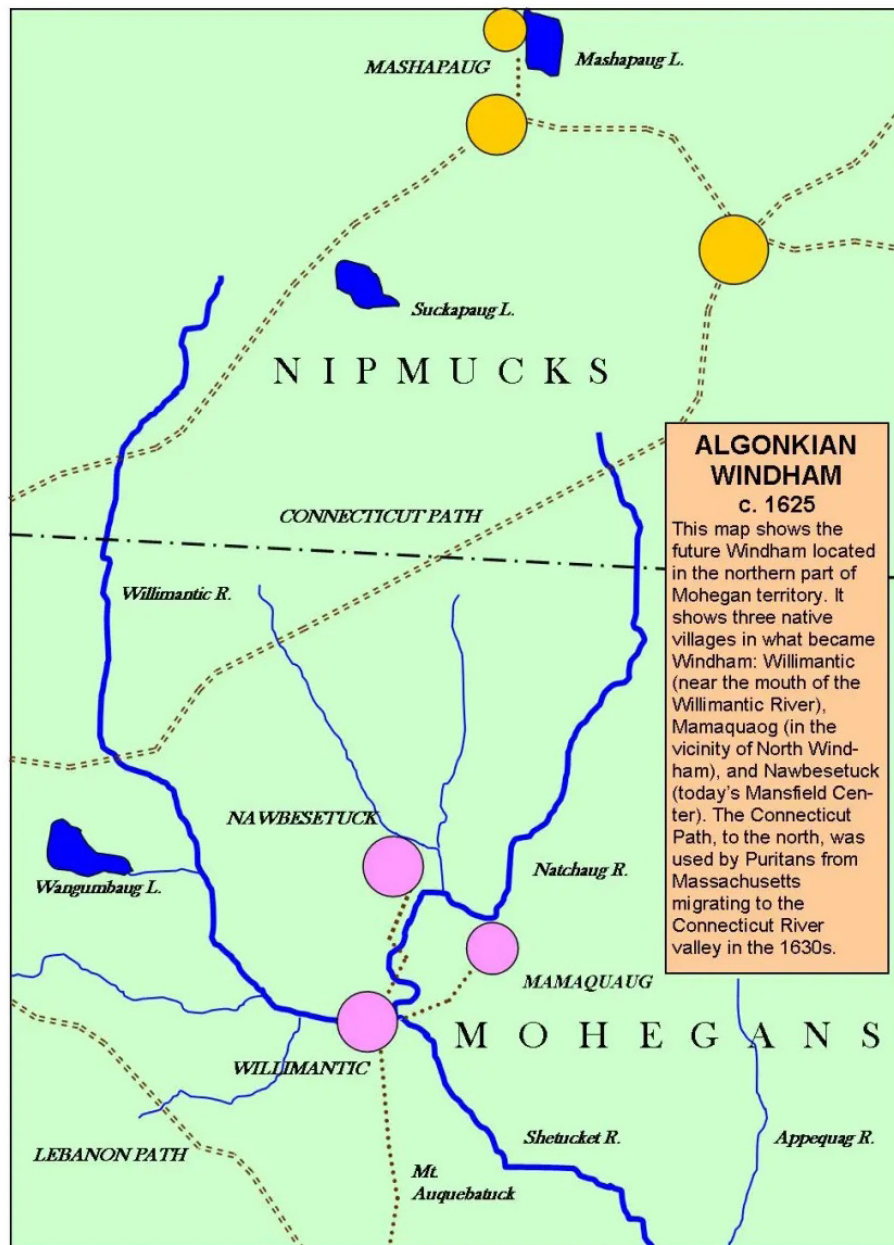 MASHAPAUG
Mashapaug L.
Suckapaug L.
NIPMUCKS
CONNECTICUT PATH
Willimantic R.
ALGONKIAN
WINDHAM
c. 1625
This map shows the
future Windham located
in the northern part of
Mohegan territory. It
shows three native
villages in what became
Windham: Willimantic
(near the mouth of the
Willimantic River),
Mamaquaog (in the
vicinity of North Wind-
ham), and Nawbesetuck
(today's Mansfield Cen-
ter). The Connecticut
Path, to the north, was
used by Puritans from
Massachusetts
migrating to the
Connecticut River
valley in the 1630s.
NAWBESETUCK
Wangumbaug L.
Natchaug R.
MAMAQUAUG
MOHEGANS
WILLIMANTIC
LEBANON PATH
Shetucket R.
Appequag R.
Mt.
Auquebatuck